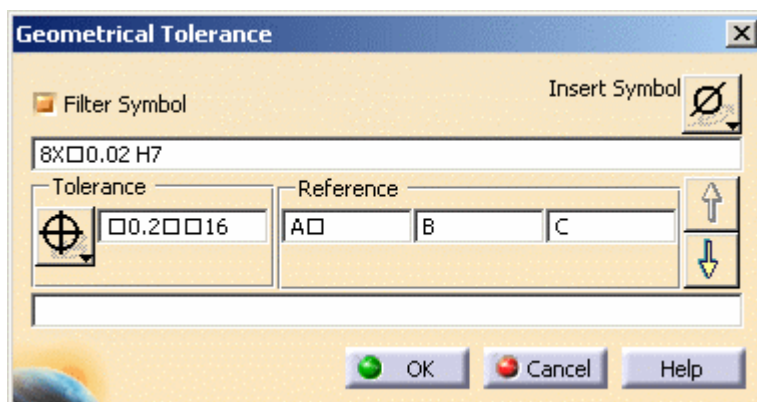 Geometrical Tolerance
Filter Symbol
Insert Symbol
8X□0.02 H7
Tolerance
Reference
□0.2□□16
A□
B
C
OK
Cancel
Help